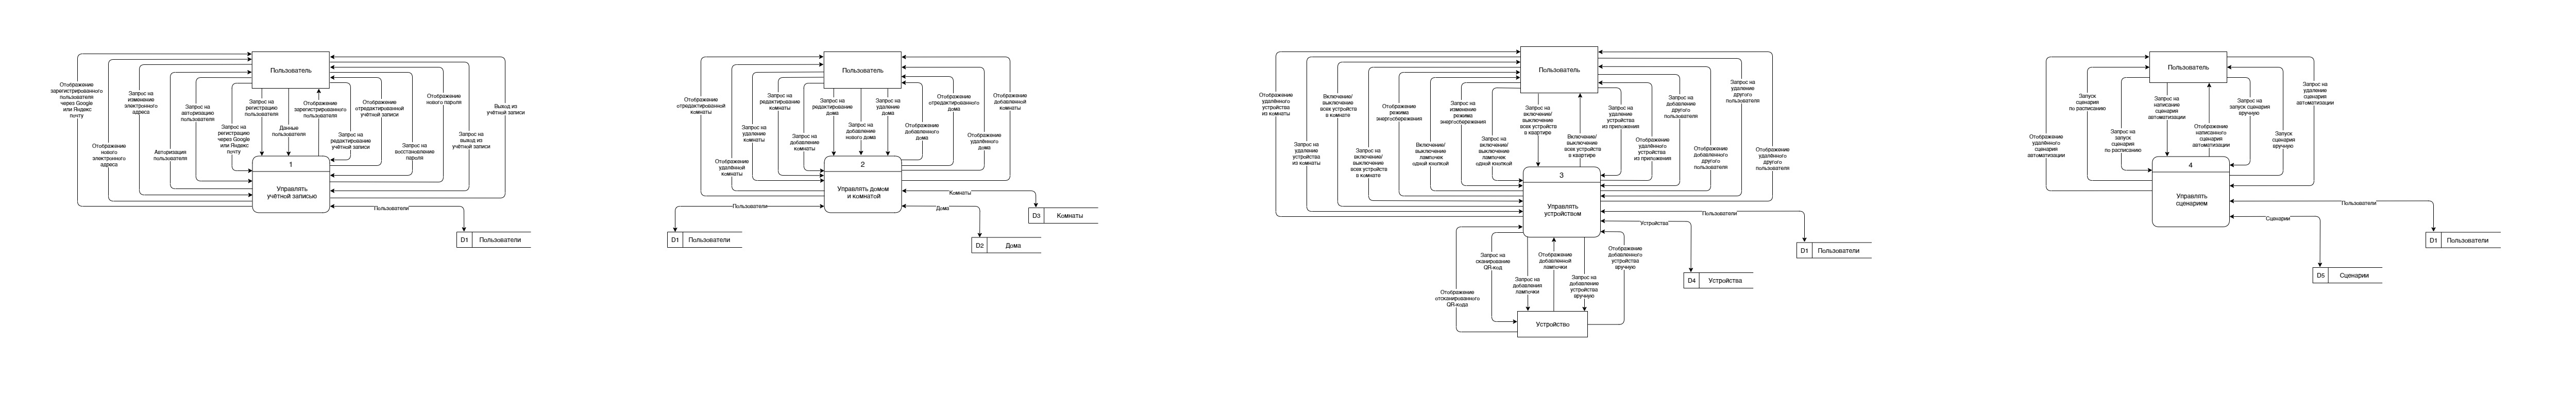 Пользователь
Отображение
зарегистрированного
пользователя
через Google
или Яндекс
почту
Отображение
нового
электронного
адреса
Запрос на
изменение
электронного
адреса
Авторизация
пользователя
Запрос на
авторизацию
пользователя
Запрос на
регистрацию
через Google
или Яндекс
почту
Запрос на
регистрацию
пользователя
Данные
пользователя
Отображение
зарегистрированного
пользователя
Запрос на
редактирование
учётной записи
Отображение
отредактированной
учётной записи
Запрос на
восстановление
пароля
Отображение
нового пароля
Запрос на
вывод из
учётной записи
Вывод из
учётной записи
1
Управлять
учётной записью
Пользователи
D1
Пользователи
Пользователь
Отображение
отредактированной
комнаты
Отображение
удалённой
комнаты
Запрос на
удаление
комнаты
Запрос на
редактирование
комнаты
Запрос на
добавление
комнаты
Запрос на
редактирование
дома
Запрос на
добавление
нового дома
Запрос на
удаление
дома
Отображение
добавленного
дома
Отображение
отредактированного
дома
Отображение
удалённого
дома
Отображение
добавленной
комнаты
2
Управлять домом
и комнатой
Пользователи
D1
Пользователи
Комнаты
D3
Комнаты
Дома
D2
Дома
Пользователь
Отображение
удалённого
устройства
из комнаты
Запрос на
удаление
устройства
из комнаты
Включение/
выключение
всех устройств
в комнате
Запрос на
включение/
выключение
всех устройств
в комнате
Отображение
режима
энергосбережения
Включение/
выключение
лампочек
одной кнопкой
Запрос на
изменение
режима
энергосбережения
Запрос на
включение/
выключение
лампочек
одной кнопкой
Запрос на
включение/
выключение
всех устройств
в квартире
Включение/
выключение
всех устройств
в квартире
Запрос на
удаление
устройства
из приложения
Отображение
удалённого
устройства
из приложения
Запрос на
добавление
другого
пользователя
Отображение
добавленного
другого
пользователя
Запрос на
удаление
другого
пользователя
Отображение
удалённого
другого
пользователя
3
Управлять
устройством
Пользователи
D1
Пользователи
Устройства
D4
Устройства
Отображение
отсканированного
QR-кода
Запрос на
сканирование
QR-код
Запрос на
добавления
лампочки
Отображение
добавленный
лампочки
Запрос на
добавление
устройства
вручную
Отображение
добавленного
устройства
вручную
Устройство
Пользователь
Отображение
удалённого
сценария
автоматизации
Запуск
сценария
по расписанию
Запрос на
запуск
сценария
по расписанию
Запрос на
написание
сценария
автоматизации
Отображение
написанного
сценария
автоматизации
Запрос на
запуск сценария
вручную
Запуск
сценария
вручную
Запрос на
удаление
сценария
автоматизации
4
Управлять
сценарием
Пользователи
D1
Пользователи
Сценарии
D5
Сценарии